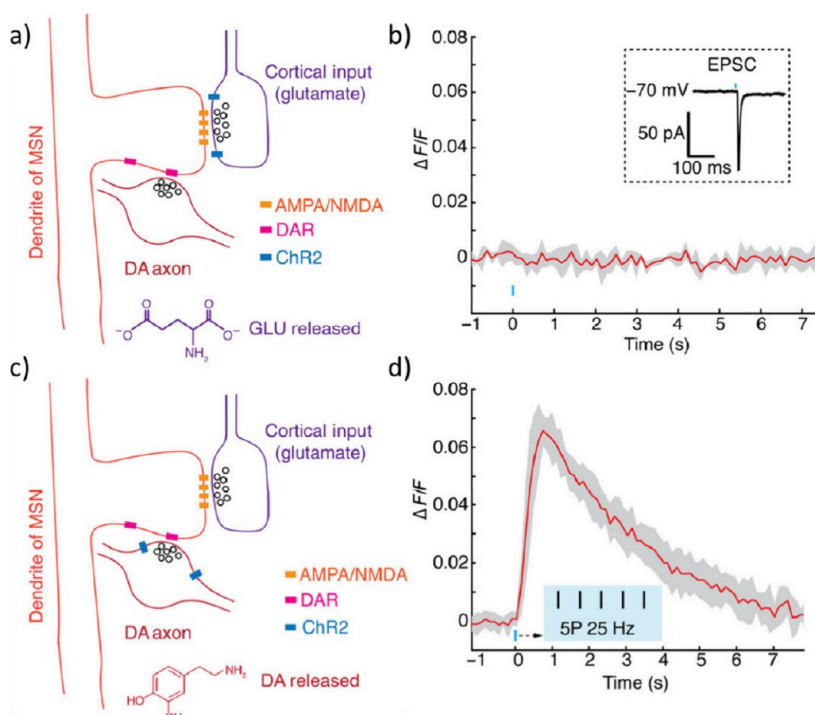 a)
Cortical input
(glutamate)
Dendrite of MSN
AMPA/NMDA
DAR
ChR2
DA axon
O
O
⁻O
O⁻
NH₂
GLU released
b)
EPSC
−70 mV
50 pA
100 ms
ΔF/F
0.08
0.06
0.04
0.02
0
−1 0 1 2 3 4 5 6 7
Time (s)
c)
Cortical input
(glutamate)
Dendrite of MSN
AMPA/NMDA
DAR
ChR2
DA axon
NH₂
HO
DA released
d)
ΔF/F
0.08
0.06
0.04
0.02
0
5P 25 Hz
−1 0 1 2 3 4 5 6 7
Time (s)